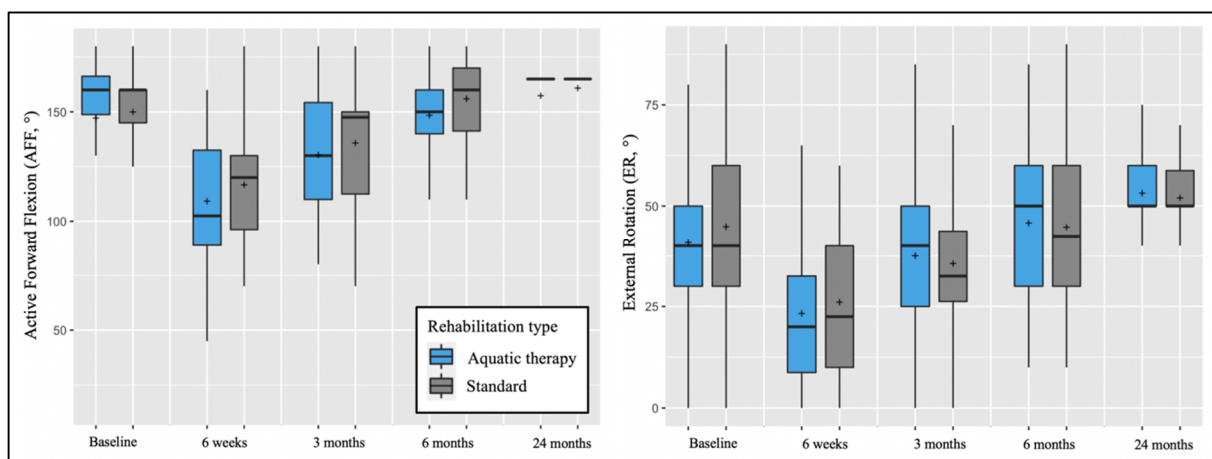 Active Forward Flexion (AFF, °)
150
100
50
Baseline
6 weeks
3 months
6 months
24 months
Rehabilitation type
Aquatic therapy
Standard
External Rotation (ER, °)
75
50
25
0
Baseline
6 weeks
3 months
6 months
24 months